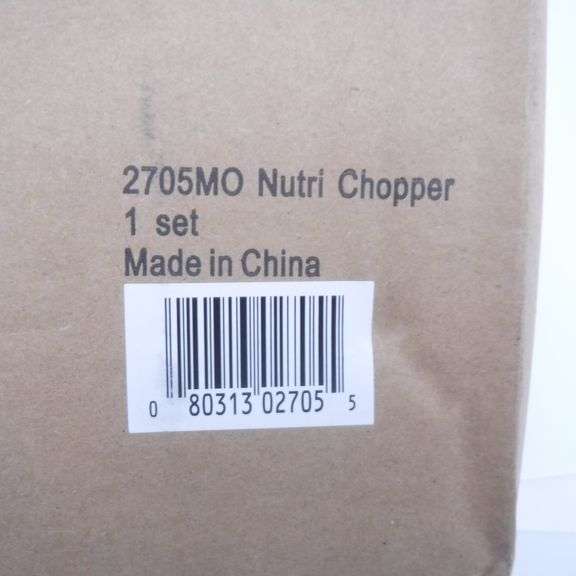 2705MO Nutri Chopper
1 set
Made in China
0 80313 02705 5